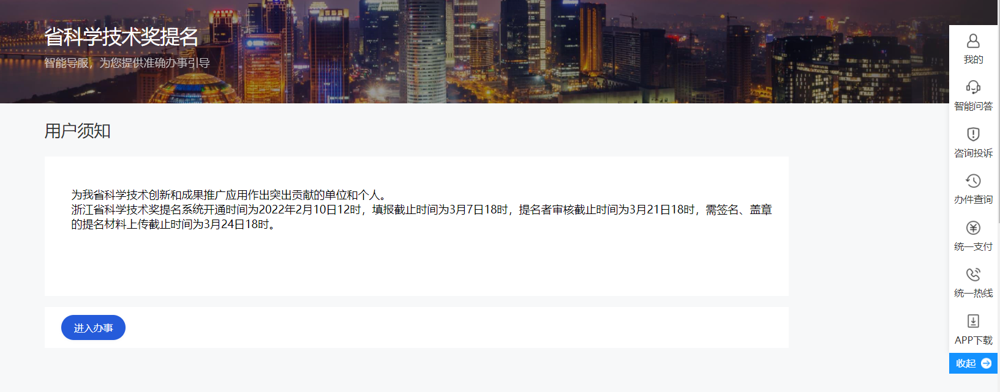 省科学技术奖提名
智能导服，为您提供准确办事引导
用户须知
为我省科学技术创新和成果推广应用作出突出贡献的单位和个人。
浙江省科学技术奖提名系统开通时间为2022年2月10日12时，填报截止时间为3月7日18时，提名者审核截止时间为3月21日18时，需签名、盖章
的提名材料上传截止时间为3月24日18时。
进入办事
我的
智能问答
咨询投诉
办件查询
统一支付
统一热线
APP下载
收起